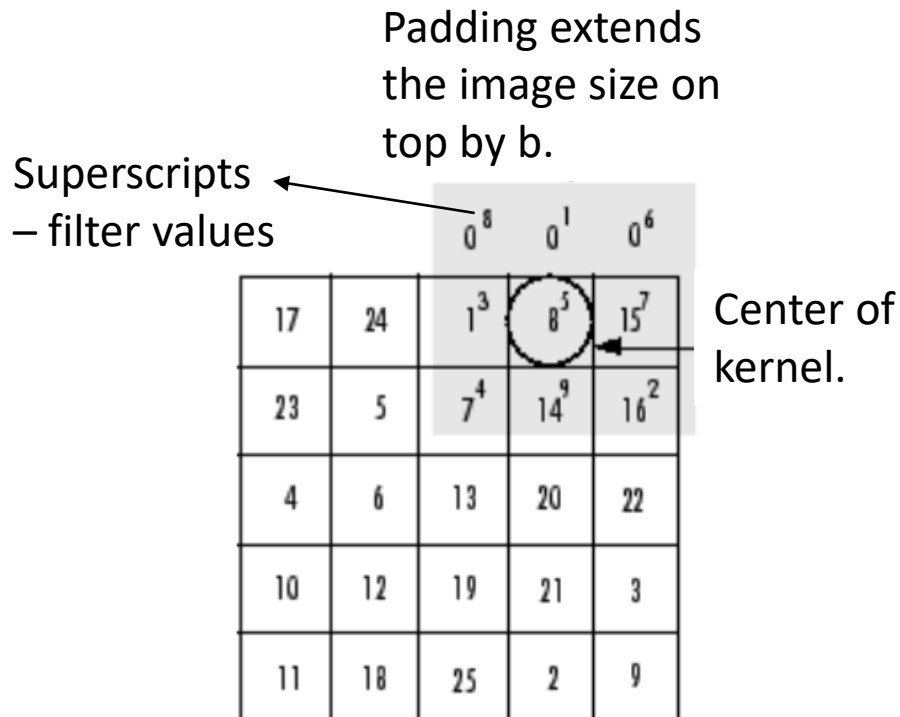 Padding extends
the image size on
top by b.
Superscripts
– filter values
0⁸ 0¹ 0⁶
17 24 1³ 8⁵ 15⁷
Center of
kernel.
23 5 7⁴ 14⁹ 16²
4 6 13 20 22
10 12 19 21 3
11 18 25 2 9